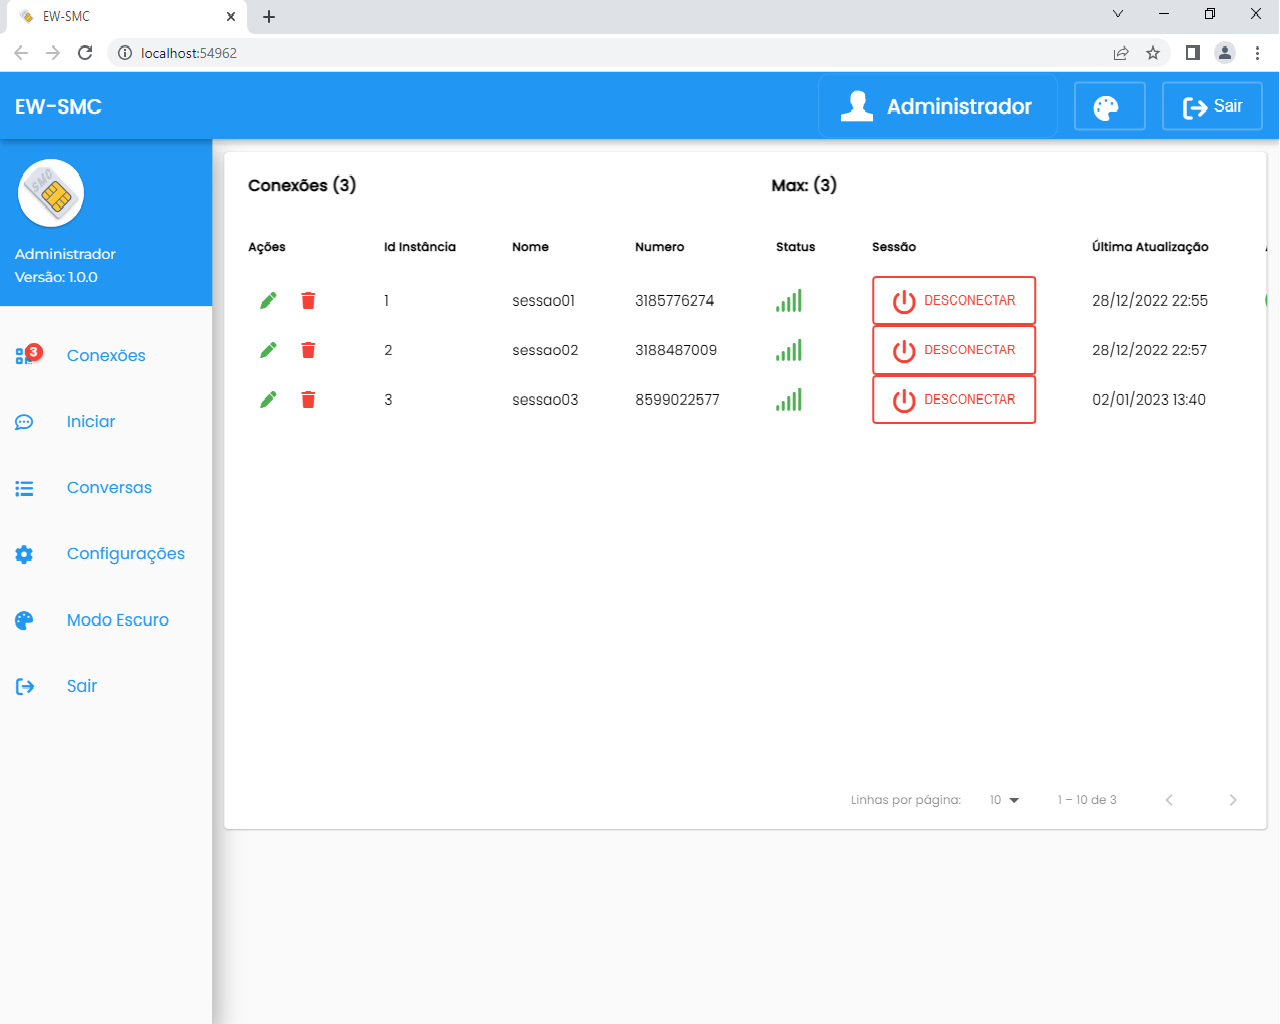 EW-SMC
localhost:54962
EW-SMC
Administrador
Sair
SMC
Administrador
Versão: 1.0.0
3
Conexões
Iniciar
Conversas
Configurações
Modo Escuro
Sair
Conexões (3) Max: (3)
Ações Id Instância Nome Numero Status Sessão Última Atualização
1 sessao01 3185776274 DESCONECTAR 28/12/2022 22:55
2 sessao02 3188487009 DESCONECTAR 28/12/2022 22:57
3 sessao03 8599022577 DESCONECTAR 02/01/2023 13:40
Linhas por página: 10 1 – 10 de 3